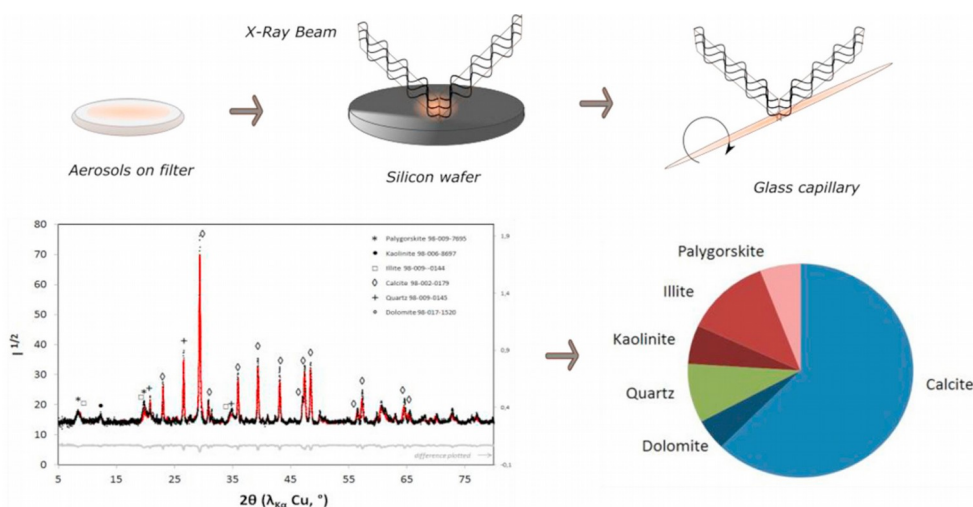 X-Ray Beam
Aerosols on filter
Silicon wafer
Glass capillary
80
70
60
50
40
30
20
10
0
I 1/2
1,9
1,4
0,9
0,4
-0,1
Palygorskite 98-009-7695
Kaolinite 98-006-8697
Illite 98-009--0144
Calcite 98-002-0179
Quartz 98-009-0145
Dolomite 98-017-1520
difference plotted
5 15 25 35 45 55 65 75
2θ (λKα Cu, °)
Palygorskite
Illite
Kaolinite
Quartz
Dolomite
Calcite